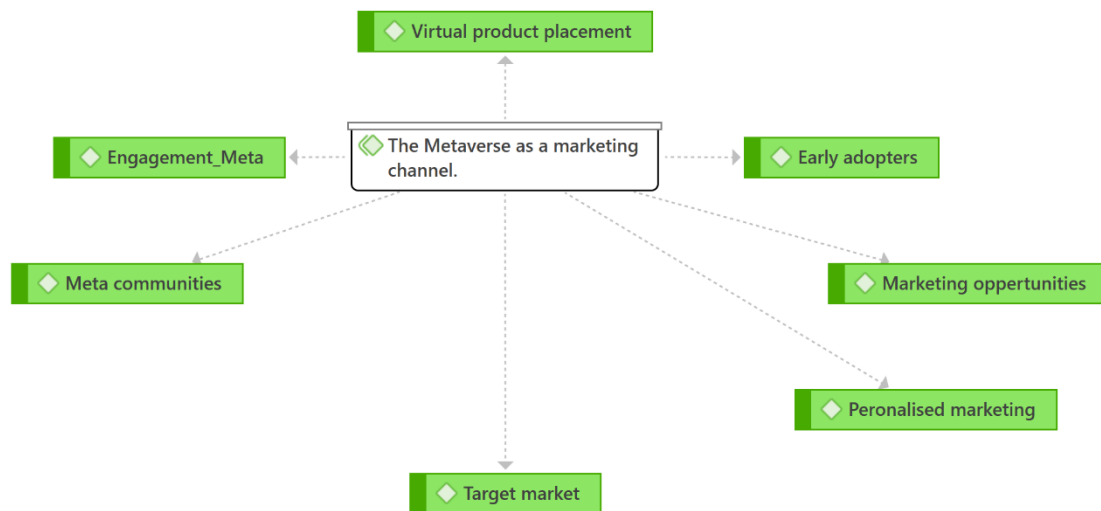 Virtual product placement
The Metaverse as a marketing
channel.
Engagement_Meta
Early adopters
Meta communities
Marketing oppertunities
Peronalised marketing
Target market